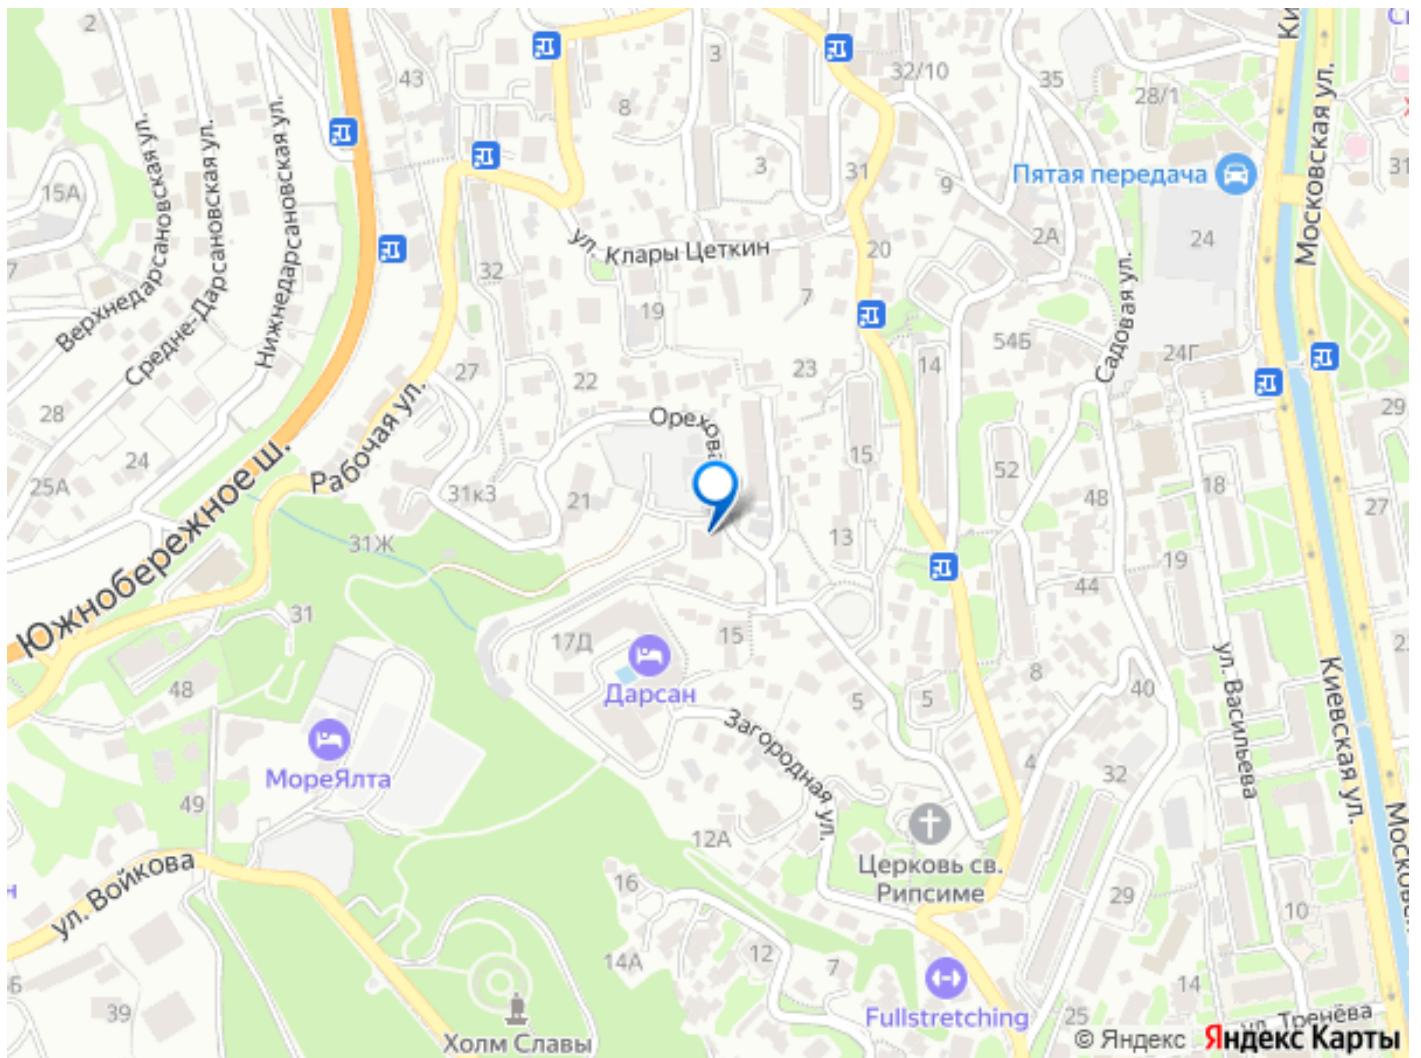 2
43
3
8
32/10
35
28/1
Московская ул.
15А
Верхнедарсановская ул.
Средне-Дарсановская ул.
Нижнедарсановская ул.
3
31
9
Пятая передача
31
7
32
ул. Клары Цеткин
20
2А
24
19
7
Садовая ул.
54Б
24Г
14
28
27
22
23
29
Орехова
24
Рабочая ул.
25А
31к3
21
15
52
48
18
27
Южнобережное ш.
31Ж
13
19
44
31
17Д
15
48
Дарсан
5
5
8
40
ул. Васильева
Киевская ул.
Загородная ул.
МореЯлта
4
32
49
12А
Церковь св.
Рипсиме
ул. Войкова
16
29
10
14А
12
7
14
39
Fullstretching
25
ул. Тренёва
Холм Славы
© Яндекс Яндекс Карты